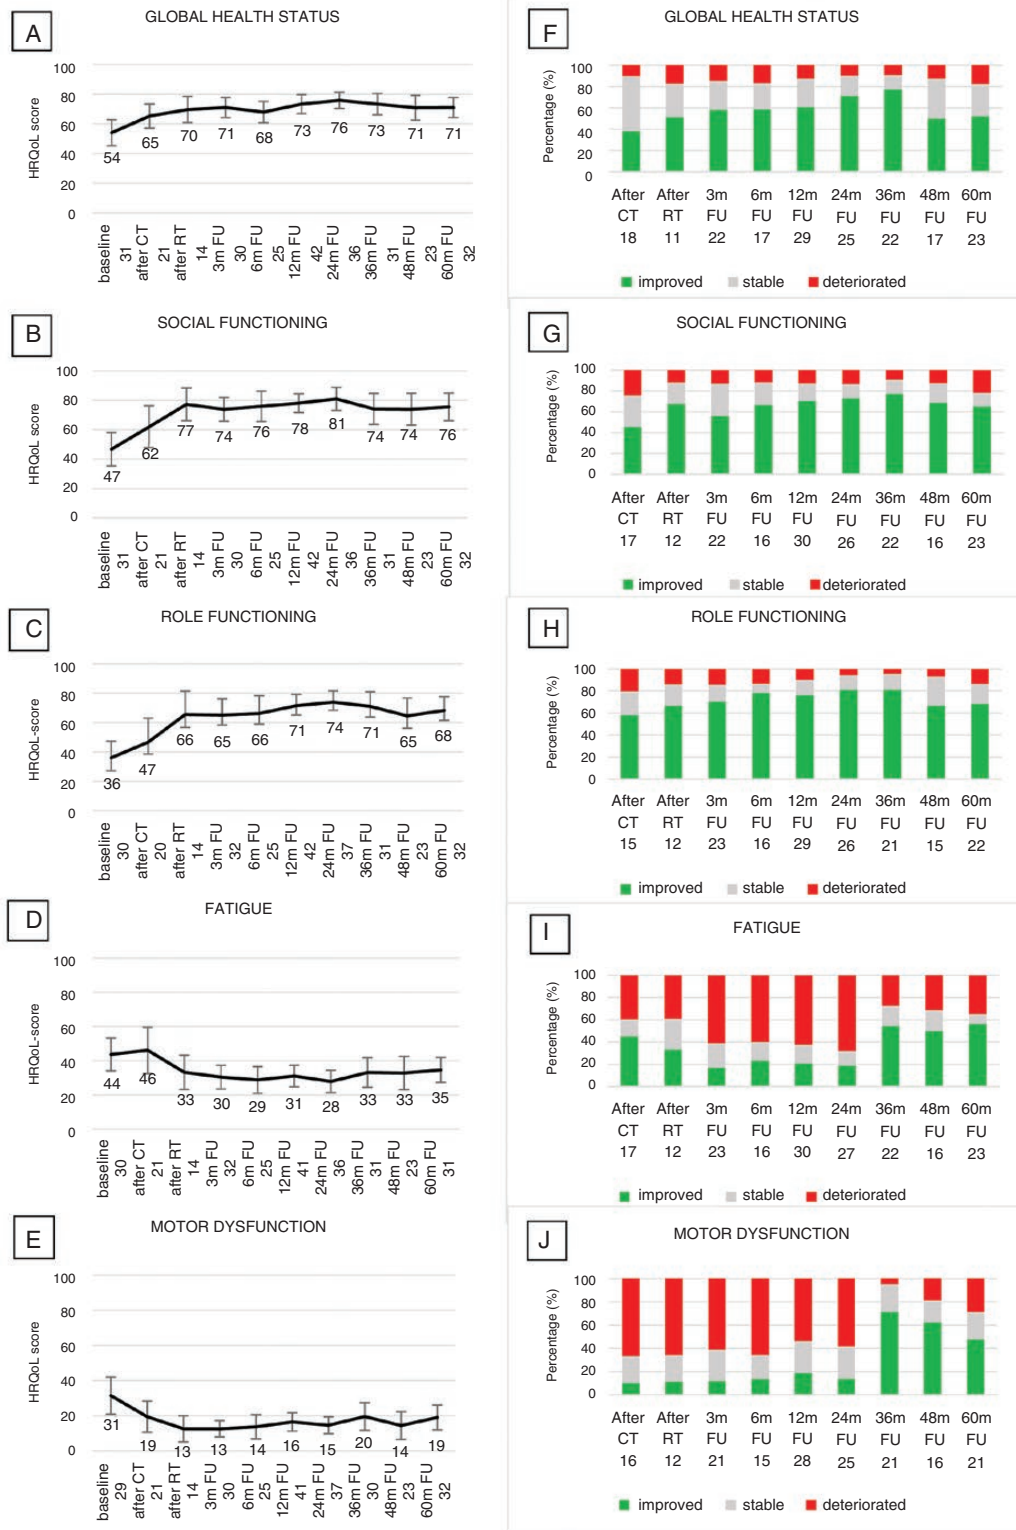 A
GLOBAL HEALTH STATUS
HRQoL score
100
80
60
40
20
0
54
65
70
71
68
73
76
73
71
71
baseline 31
after CT 21
after RT 14
3m FU 30
6m FU 25
12m FU 42
24m FU 36
36m FU 31
48m FU 23
60m FU 32
F
GLOBAL HEALTH STATUS
Percentage (%)
100
80
60
40
20
0
After After 3m 6m 12m 24m 36m 48m 60m
CT RT FU FU FU FU FU FU FU
18 11 22 17 29 25 22 17 23
improved stable deteriorated
B
SOCIAL FUNCTIONING
HRQoL score
100
80
60
40
20
0
47
62
77
74
76
78
81
74
74
76
baseline 31
after CT 21
after RT 14
3m FU 30
6m FU 25
12m FU 42
24m FU 36
36m FU 31
48m FU 23
60m FU 32
G
SOCIAL FUNCTIONING
Percentage (%)
100
80
60
40
20
0
After After 3m 6m 12m 24m 36m 48m 60m
CT RT FU FU FU FU FU FU FU
17 12 22 16 30 26 22 16 23
improved stable deteriorated
C
ROLE FUNCTIONING
HRQoL-score
100
80
60
40
20
0
36
47
66
65
66
71
74
71
65
68
baseline 30
after CT 20
after RT 14
3m FU 32
6m FU 25
12m FU 42
24m FU 37
36m FU 31
48m FU 23
60m FU 32
H
ROLE FUNCTIONING
Percentage (%)
100
80
60
40
20
0
After After 3m 6m 12m 24m 36m 48m 60m
CT RT FU FU FU FU FU FU FU
15 12 23 16 29 26 21 15 22
improved stable deteriorated
D
FATIGUE
HRQoL-score
100
80
60
40
20
0
44
46
33
30
29
31
28
33
33
35
baseline 30
after CT 21
after RT 14
3m FU 32
6m FU 25
12m FU 41
24m FU 36
36m FU 31
48m FU 23
60m FU 31
I
FATIGUE
Percentage (%)
100
80
60
40
20
0
After After 3m 6m 12m 24m 36m 48m 60m
CT RT FU FU FU FU FU FU FU
17 12 23 16 30 27 22 16 23
improved stable deteriorated
E
MOTOR DYSFUNCTION
HRQoL score
100
80
60
40
20
0
31
19
13
13
14
16
15
20
14
19
baseline 29
after CT 21
after RT 14
3m FU 30
6m FU 25
12m FU 41
24m FU 37
36m FU 30
48m FU 23
60m FU 32
J
MOTOR DYSFUNCTION
Percentage (%)
100
80
60
40
20
0
After After 3m 6m 12m 24m 36m 48m 60m
CT RT FU FU FU FU FU FU FU
16 12 21 15 28 25 21 16 21
improved stable deteriorated